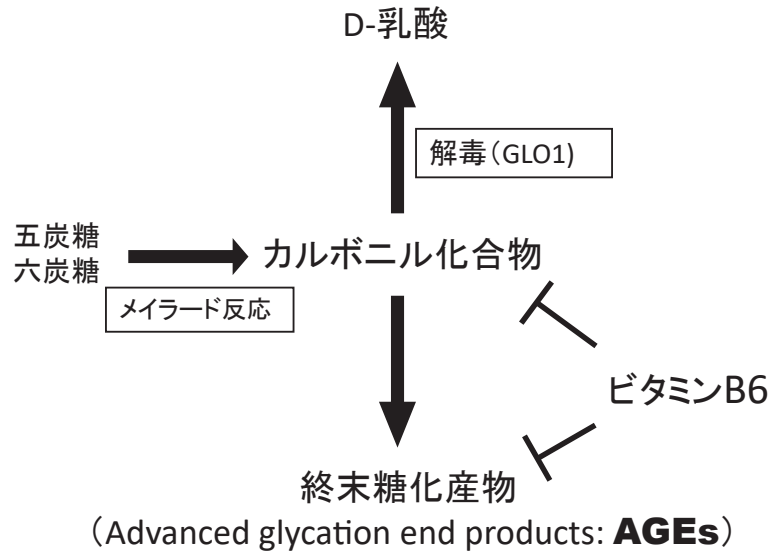 D-乳酸
解毒（GLO1)
五炭糖
六炭糖
カルボニル化合物
メイラード反応
ビタミンB6
終末糖化産物
（Advanced glycation end products: AGEs）